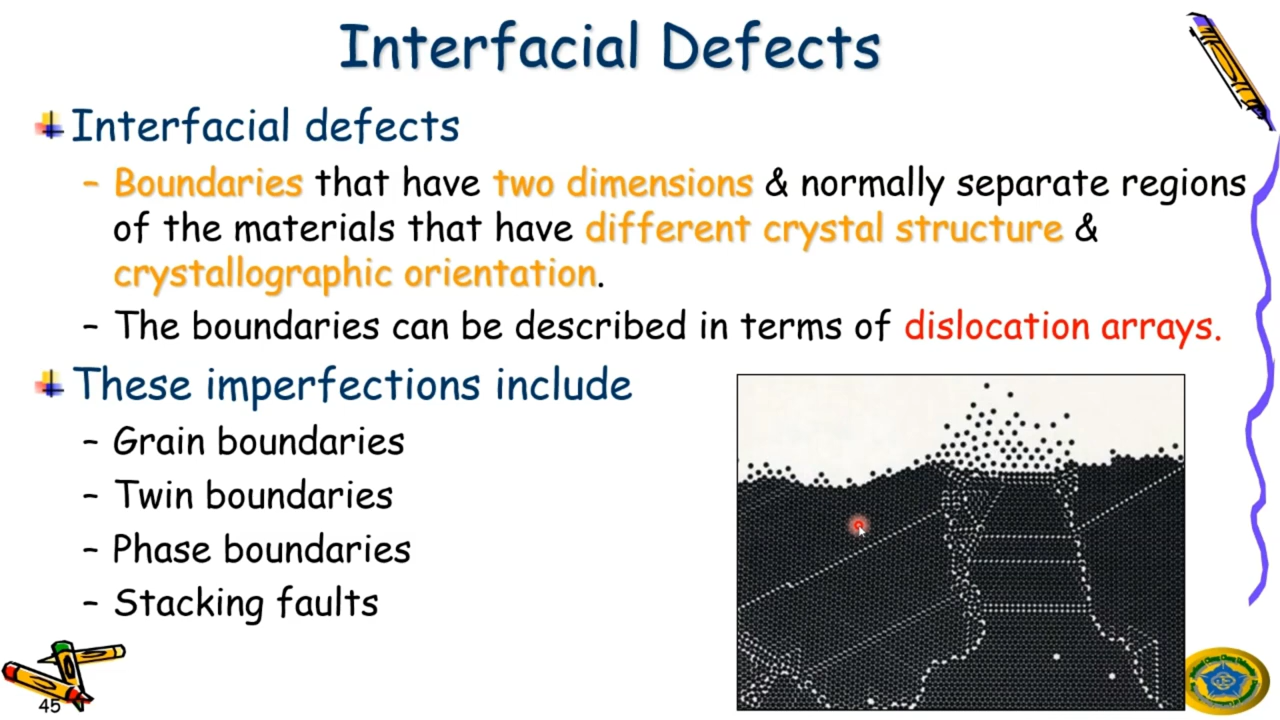 Interfacial Defects
Interfacial defects
– Boundaries that have two dimensions & normally separate regions
of the materials that have different crystal structure &
crystallographic orientation.
– The boundaries can be described in terms of dislocation arrays.
These imperfections include
– Grain boundaries
– Twin boundaries
– Phase boundaries
– Stacking faults
45